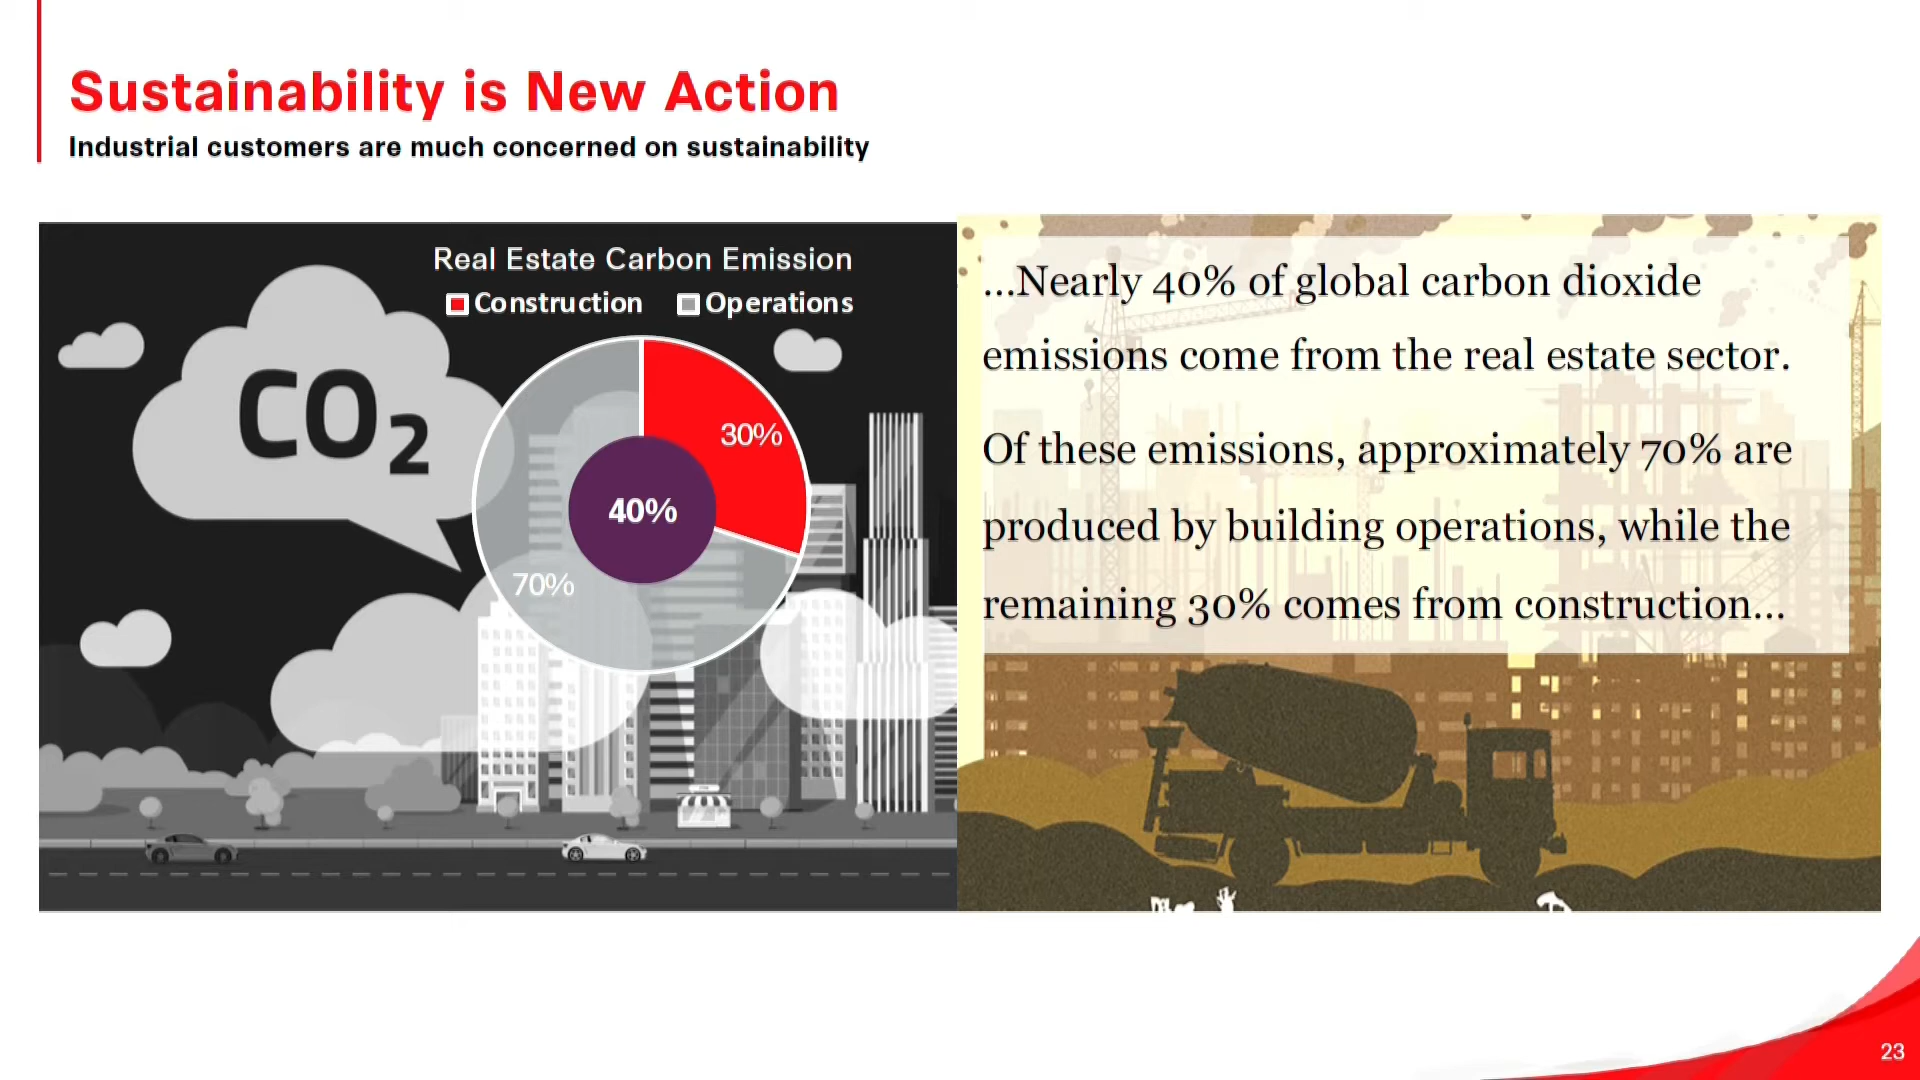 Sustainability is New Action
Industrial customers are much concerned on sustainability
Real Estate Carbon Emission
Construction Operations
CO₂
30%
40%
70%
...Nearly 40% of global carbon dioxide
emissions come from the real estate sector.
Of these emissions, approximately 70% are
produced by building operations, while the
remaining 30% comes from construction...
23